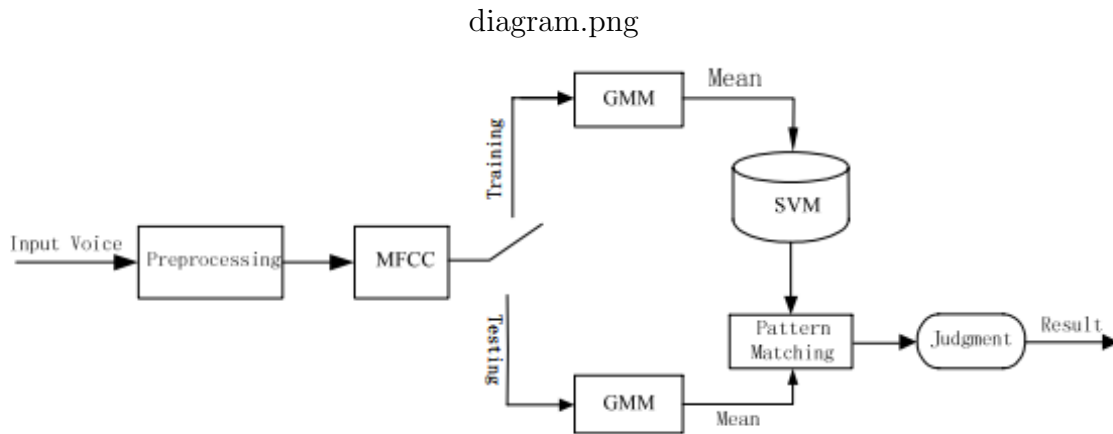 diagram.png
GMM
Mean
Training
SVM
Input Voice
Preprocessing
MFCC
Testing
Pattern
Matching
Judgment
Result
GMM
Mean